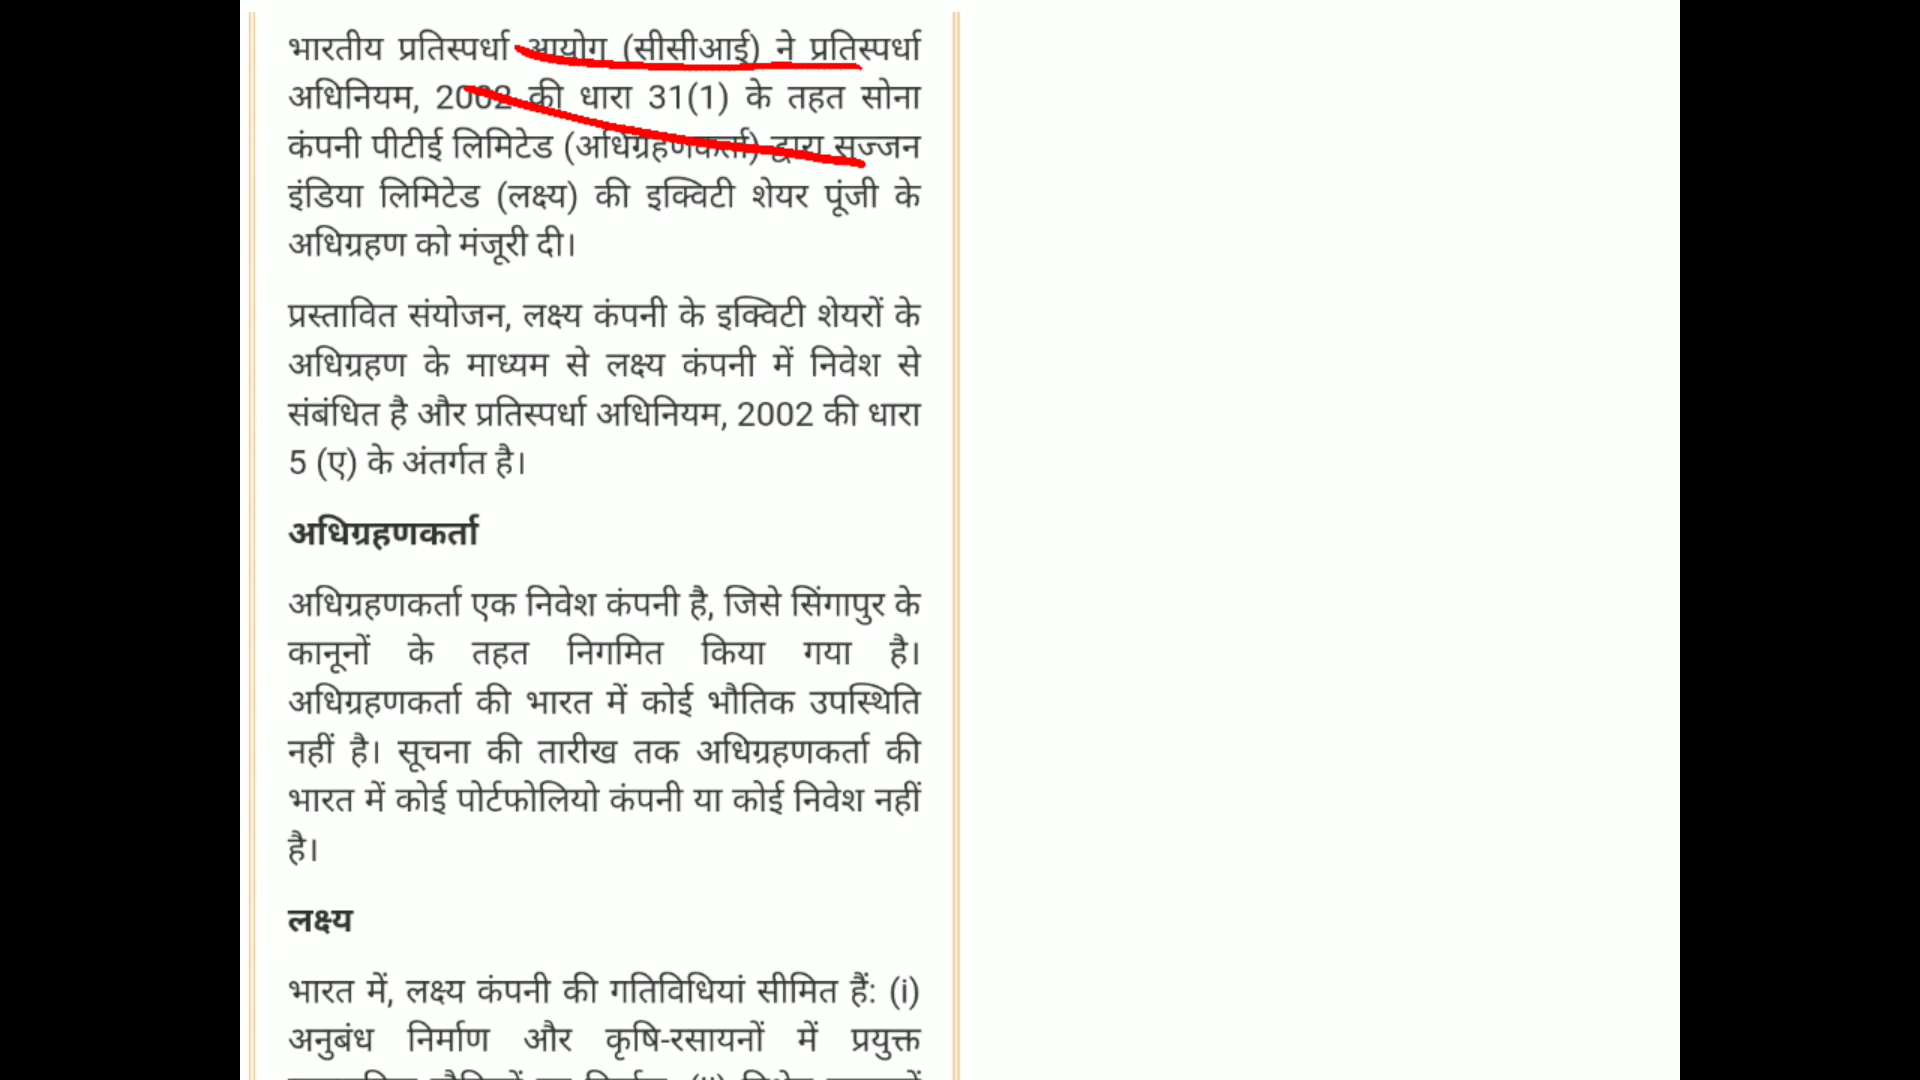 भारतीय प्रतिस्पर्धा आयोग (सीसीआई) ने प्रतिस्पर्धा
अधिनियम, 2002 की धारा 31(1) के तहत सोना
कंपनी पीटीई लिमिटेड (अधिग्रहणकर्ता) द्वारा सज्जन
इंडिया लिमिटेड (लक्ष्य) की इक्विटी शेयर पूंजी के
अधिग्रहण को मंजूरी दी।
प्रस्तावित संयोजन, लक्ष्य कंपनी के इक्विटी शेयरों के
अधिग्रहण के माध्यम से लक्ष्य कंपनी में निवेश से
संबंधित है और प्रतिस्पर्धा अधिनियम, 2002 की धारा
5 (ए) के अंतर्गत है।
अधिग्रहणकर्ता
अधिग्रहणकर्ता एक निवेश कंपनी है, जिसे सिंगापुर के
कानूनों के तहत निगमित किया गया है।
अधिग्रहणकर्ता की भारत में कोई भौतिक उपस्थिति
नहीं है। सूचना की तारीख तक अधिग्रहणकर्ता की
भारत में कोई पोर्टफोलियो कंपनी या कोई निवेश नहीं
है।
लक्ष्य
भारत में, लक्ष्य कंपनी की गतिविधियां सीमित हैं: (i)
अनुबंध निर्माण और कृषि-रसायनों में प्रयुक्त